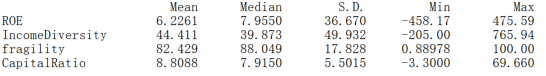 Mean Median S.D. Min Max
ROE 6.2261 7.9550 36.670 -458.17 475.59
IncomeDiversity 44.411 39.873 49.932 -205.00 765.94
fragility 82.429 88.049 17.828 0.88978 100.00
CapitalRatio 8.8088 7.9150 5.5015 -3.3000 69.660